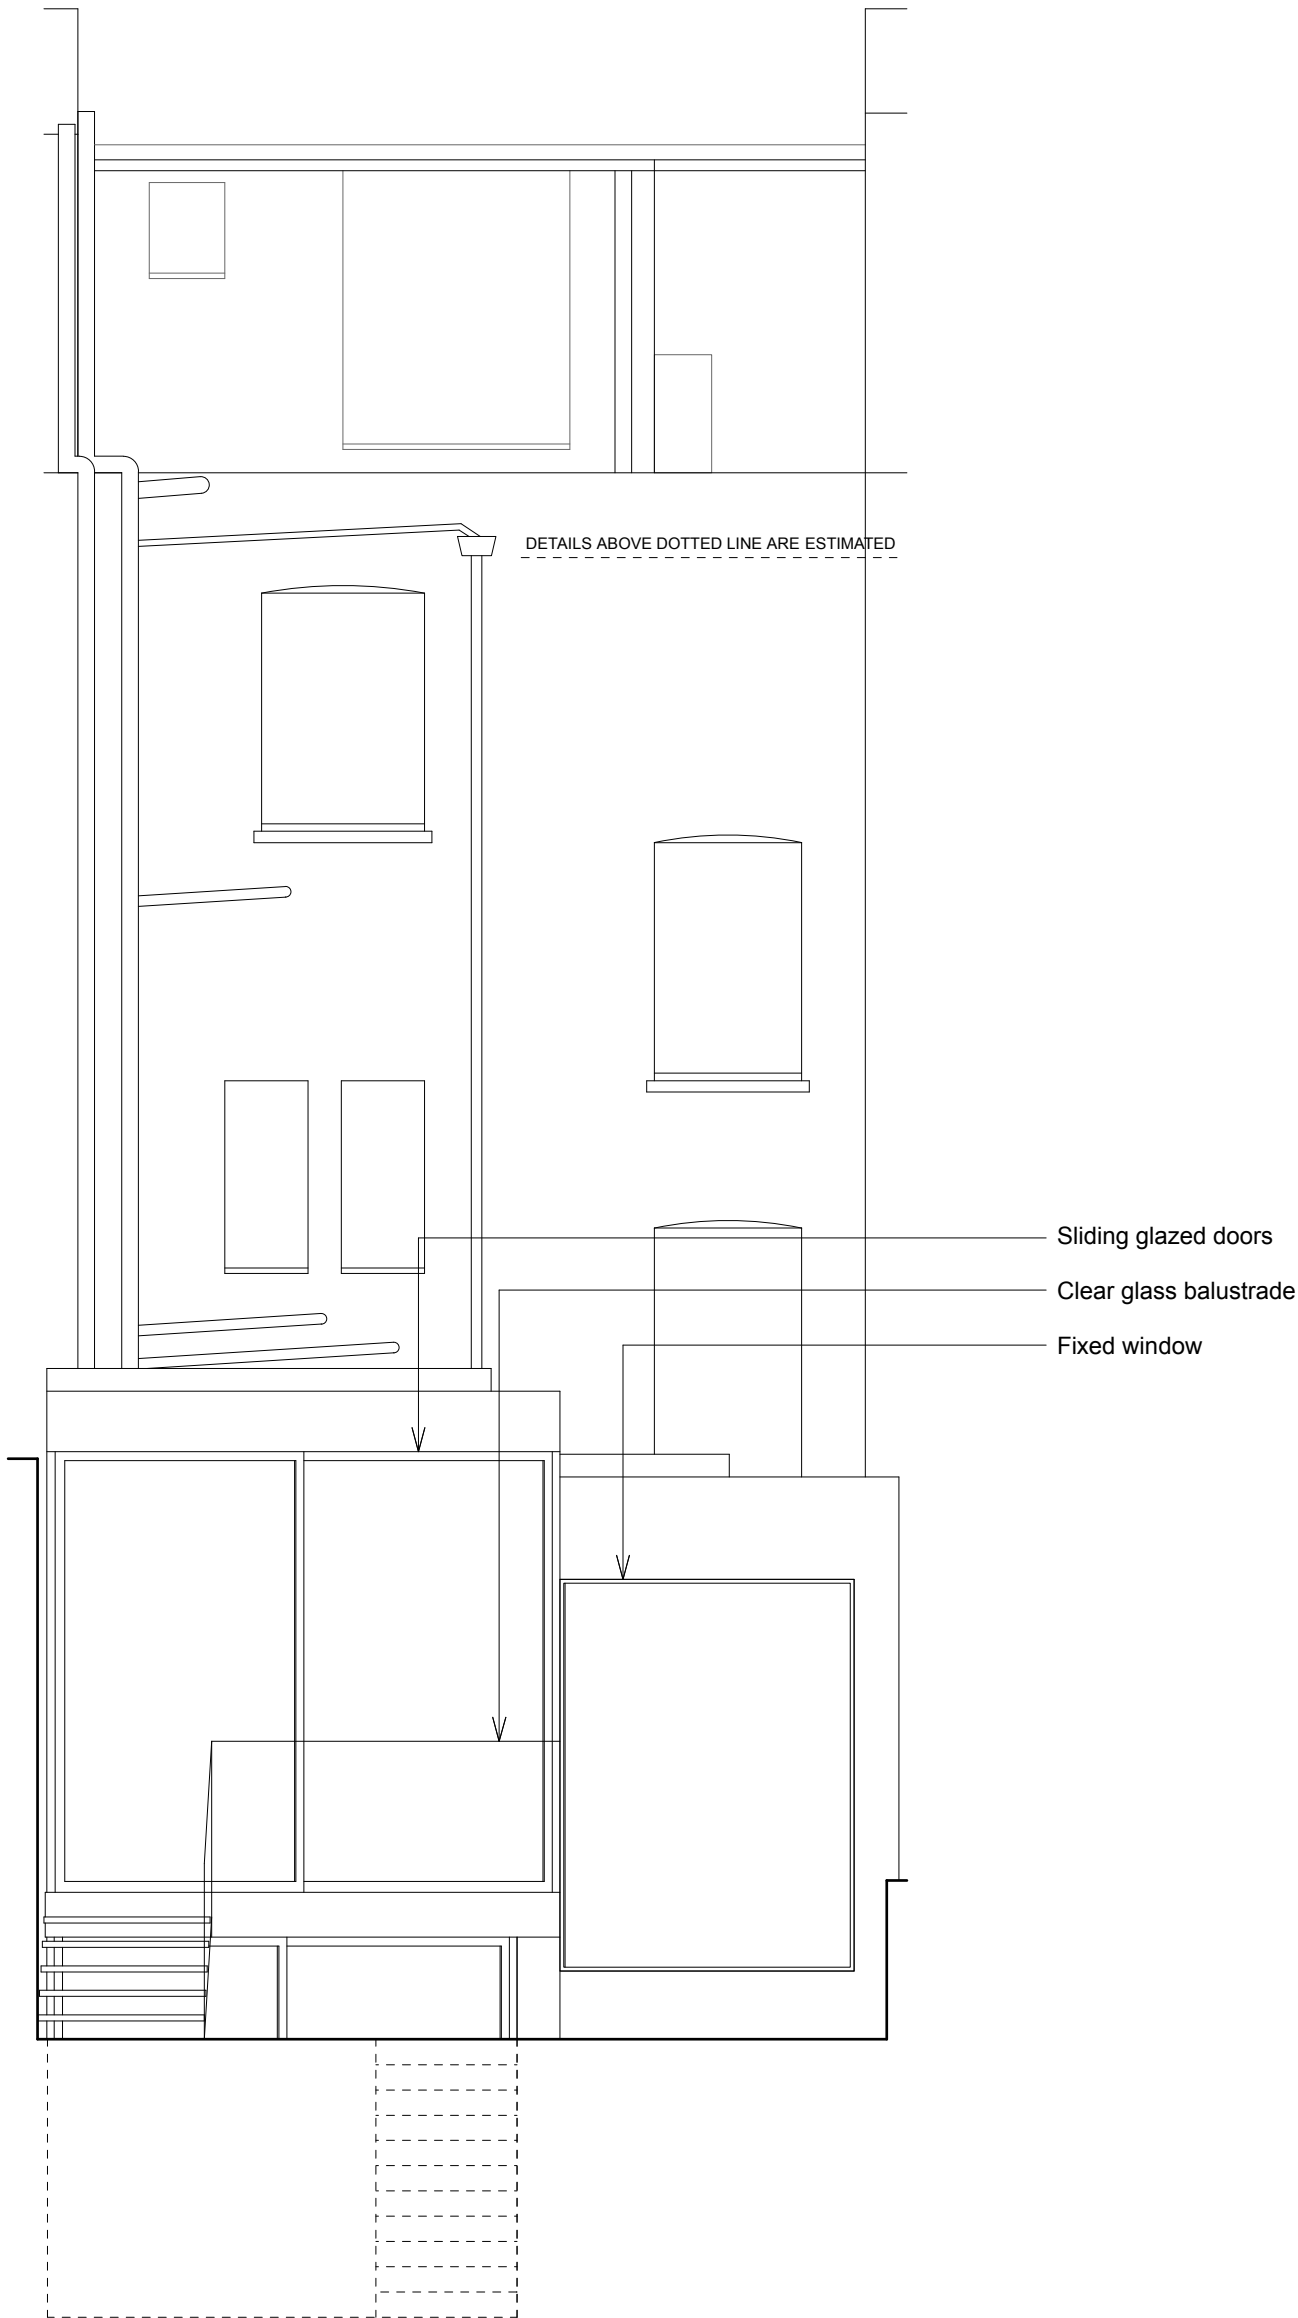 DETAILS ABOVE DOTTED LINE ARE ESTIMATED
Sliding glazed doors
Clear glass balustrade
Fixed window